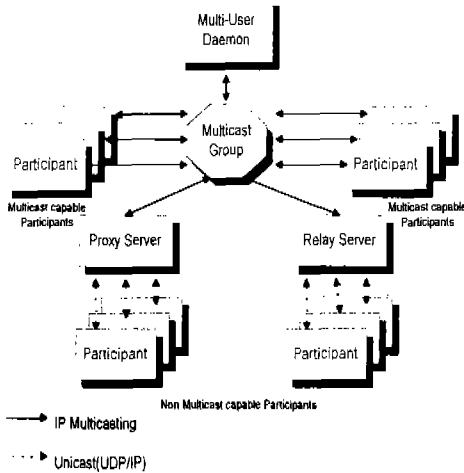 Multi-User
Daemon
Multicast
Group
Participant
Participant
Multicast capable
Participants
Multicast capable
Participants
Proxy Server
Relay Server
Participant
Participant
Non Multicast capable Participants
IP Multicasting
Unicast(UDP/IP)